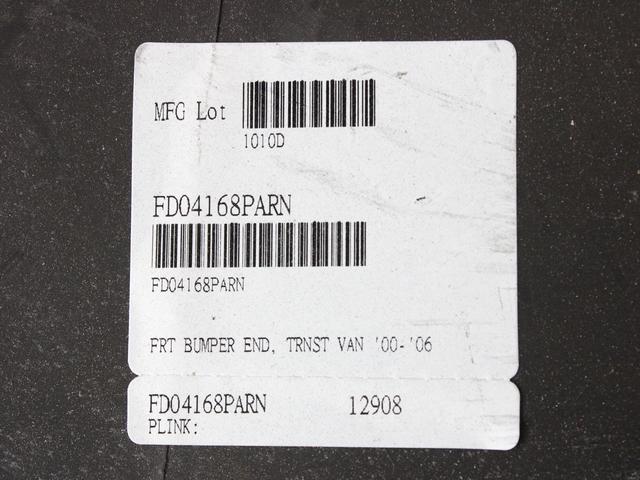 MFG Lot
1010D
FD04168PARN
FD04168PARN
FRT BUMPER END, TRNST VAN '00-'06
FD04168PARN 12908
PLINK: